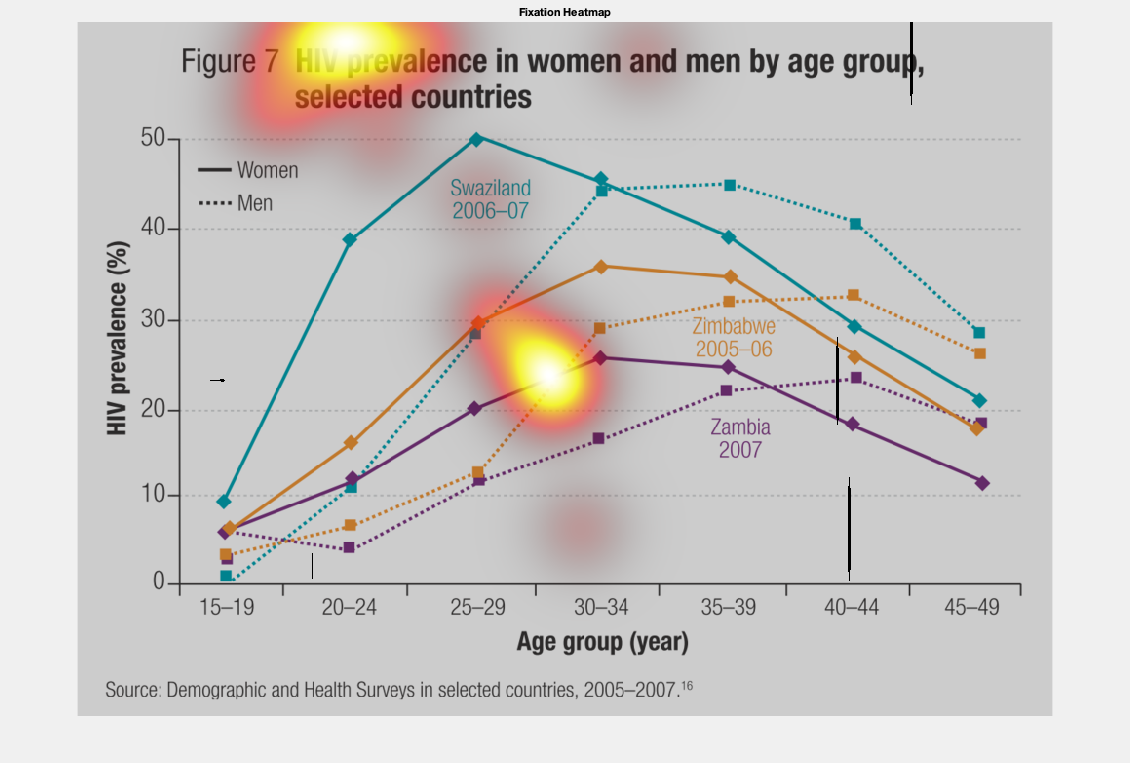 Fixation Heatmap
Figure 7 HIV prevalence in women and men by age group,
selected countries
50
Women
Men
Swaziland
2006–07
40
HIV prevalence (%)
30
Zimbabwe
2005–06
20
Zambia
2007
10
0
15–19 20–24 25–29 30–34 35–39 40–44 45–49
Age group (year)
Source: Demographic and Health Surveys in selected countries, 2005–2007.16